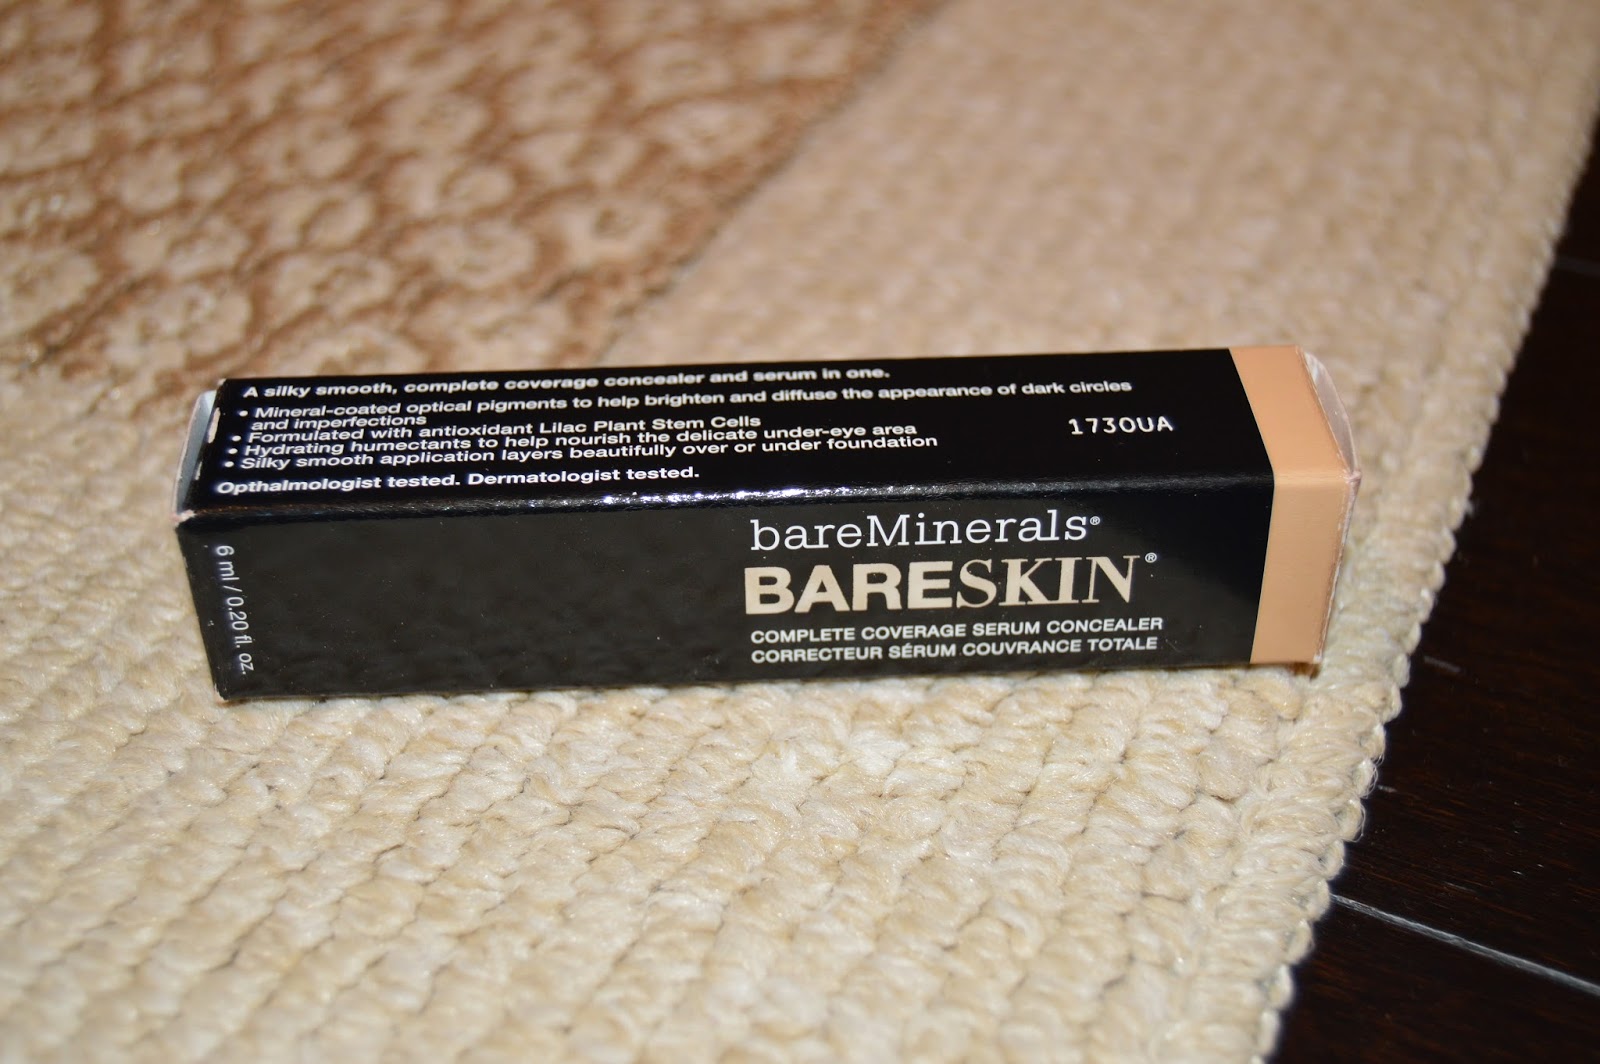 A silky smooth, complete coverage concealer and serum in one.
• Mineral-coated optical pigments to help brighten and diffuse the appearance of dark circles
and imperfections
• Formulated with antioxidant Lilac Plant Stem Cells
• Hydrating humectants to help nourish the delicate under-eye area
• Silky smooth application layers beautifully over or under foundation
Opthalmologist tested. Dermatologist tested.
1730UA
bareMinerals®
BARESKIN®
COMPLETE COVERAGE SERUM CONCEALER
CORRECTEUR SÉRUM COUVRANCE TOTALE
6 ml / 0.20 fl. oz.